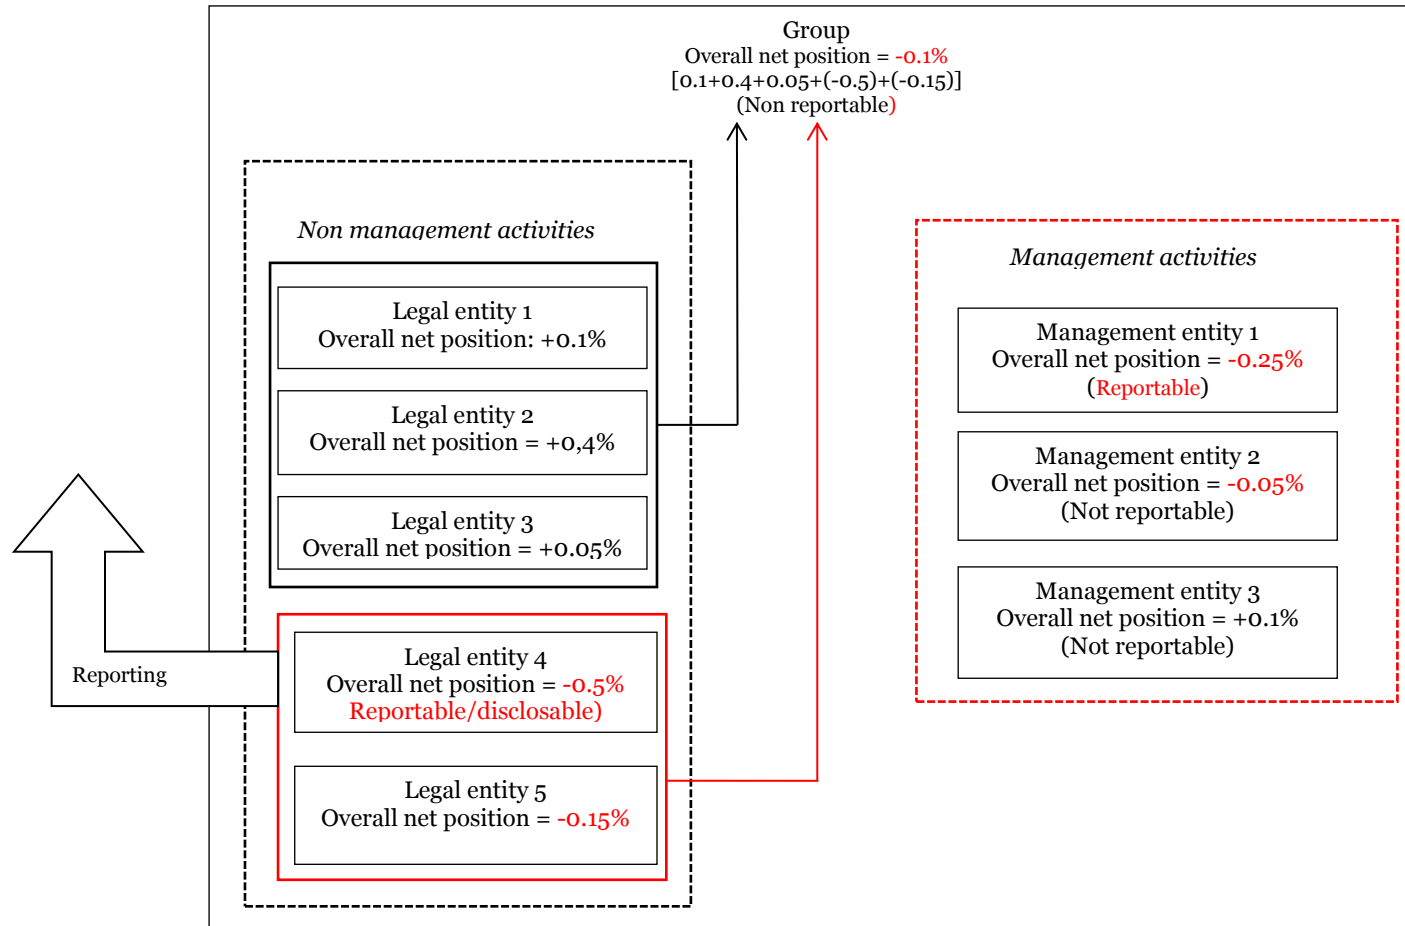 Group
Overall net position = -0.1%
[0.1+0.4+0.05+(-0.5)+(-0.15)]
(Non reportable)
Non management activities
Legal entity 1
Overall net position: +0.1%
Legal entity 2
Overall net position = +0,4%
Legal entity 3
Overall net position = +0.05%
Reporting
Legal entity 4
Overall net position = -0.5%
Reportable/disclosable)
Legal entity 5
Overall net position = -0.15%
Management activities
Management entity 1
Overall net position = -0.25%
(Reportable)
Management entity 2
Overall net position = -0.05%
(Not reportable)
Management entity 3
Overall net position = +0.1%
(Not reportable)